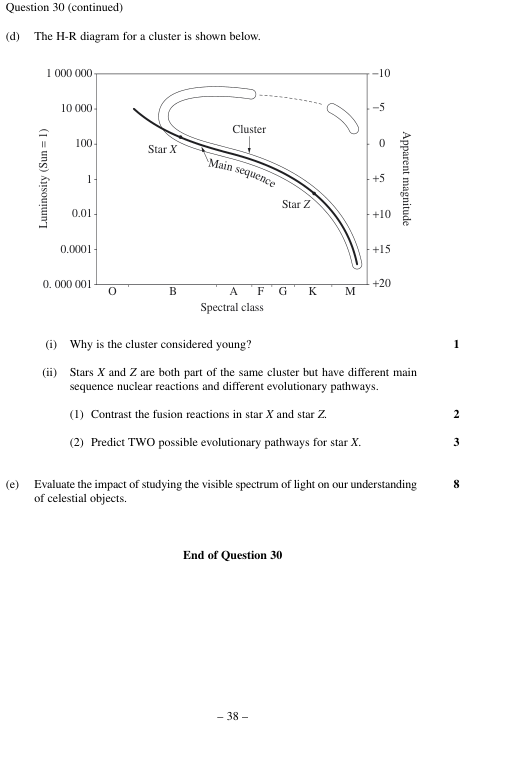 Question 30 (continued)
(d) The H-R diagram for a cluster is shown below.
1 000 000
10 000
100
1
0.01
0.0001
0. 000 001
Luminosity (Sun = 1)
−10
−5
0
+5
+10
+15
+20
Apparent magnitude
Cluster
Star X
Main sequence
Star Z
O B A F G K M
Spectral class
(i) Why is the cluster considered young? 1
(ii) Stars X and Z are both part of the same cluster but have different main
sequence nuclear reactions and different evolutionary pathways.
(1) Contrast the fusion reactions in star X and star Z. 2
(2) Predict TWO possible evolutionary pathways for star X. 3
(e) Evaluate the impact of studying the visible spectrum of light on our understanding 8
of celestial objects.
End of Question 30
– 38 –